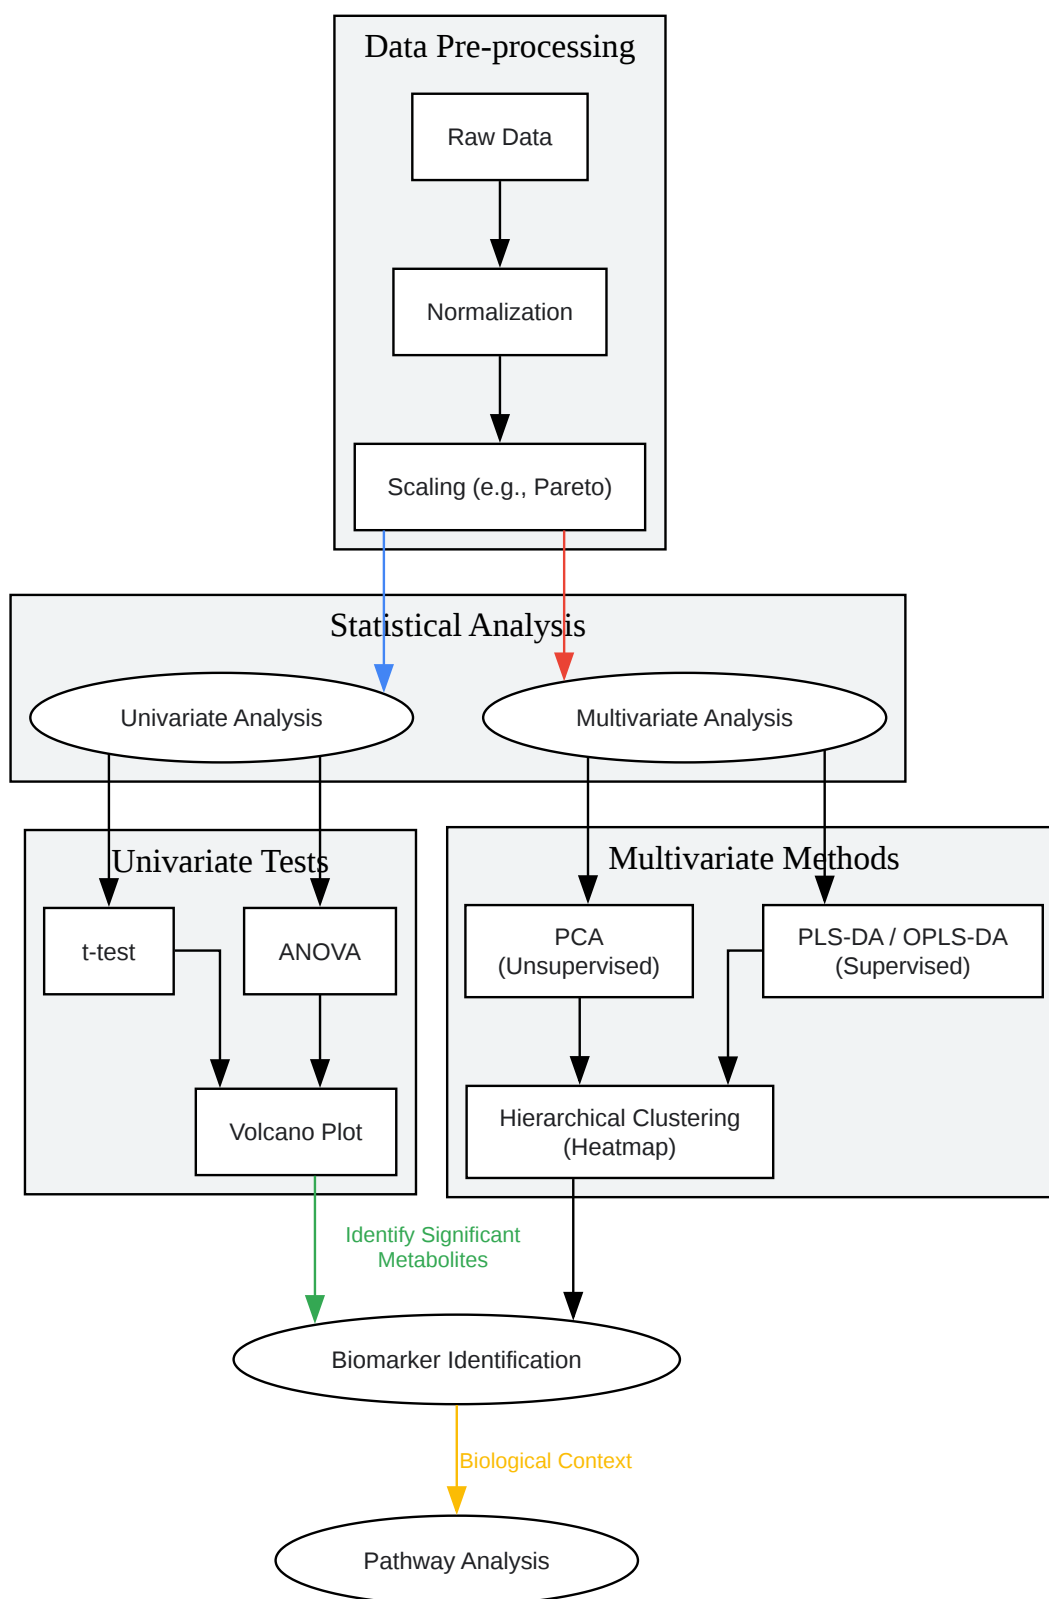 Data Pre-processing
Raw Data
Normalization
Scaling (e.g., Pareto)
Statistical Analysis
Univariate Analysis
Multivariate Analysis
Univariate Tests
t-test
ANOVA
Volcano Plot
Multivariate Methods
PCA
(Unsupervised)
PLS-DA / OPLS-DA
(Supervised)
Hierarchical Clustering
(Heatmap)
Identify Significant
Metabolites
Biomarker Identification
Biological Context
Pathway Analysis